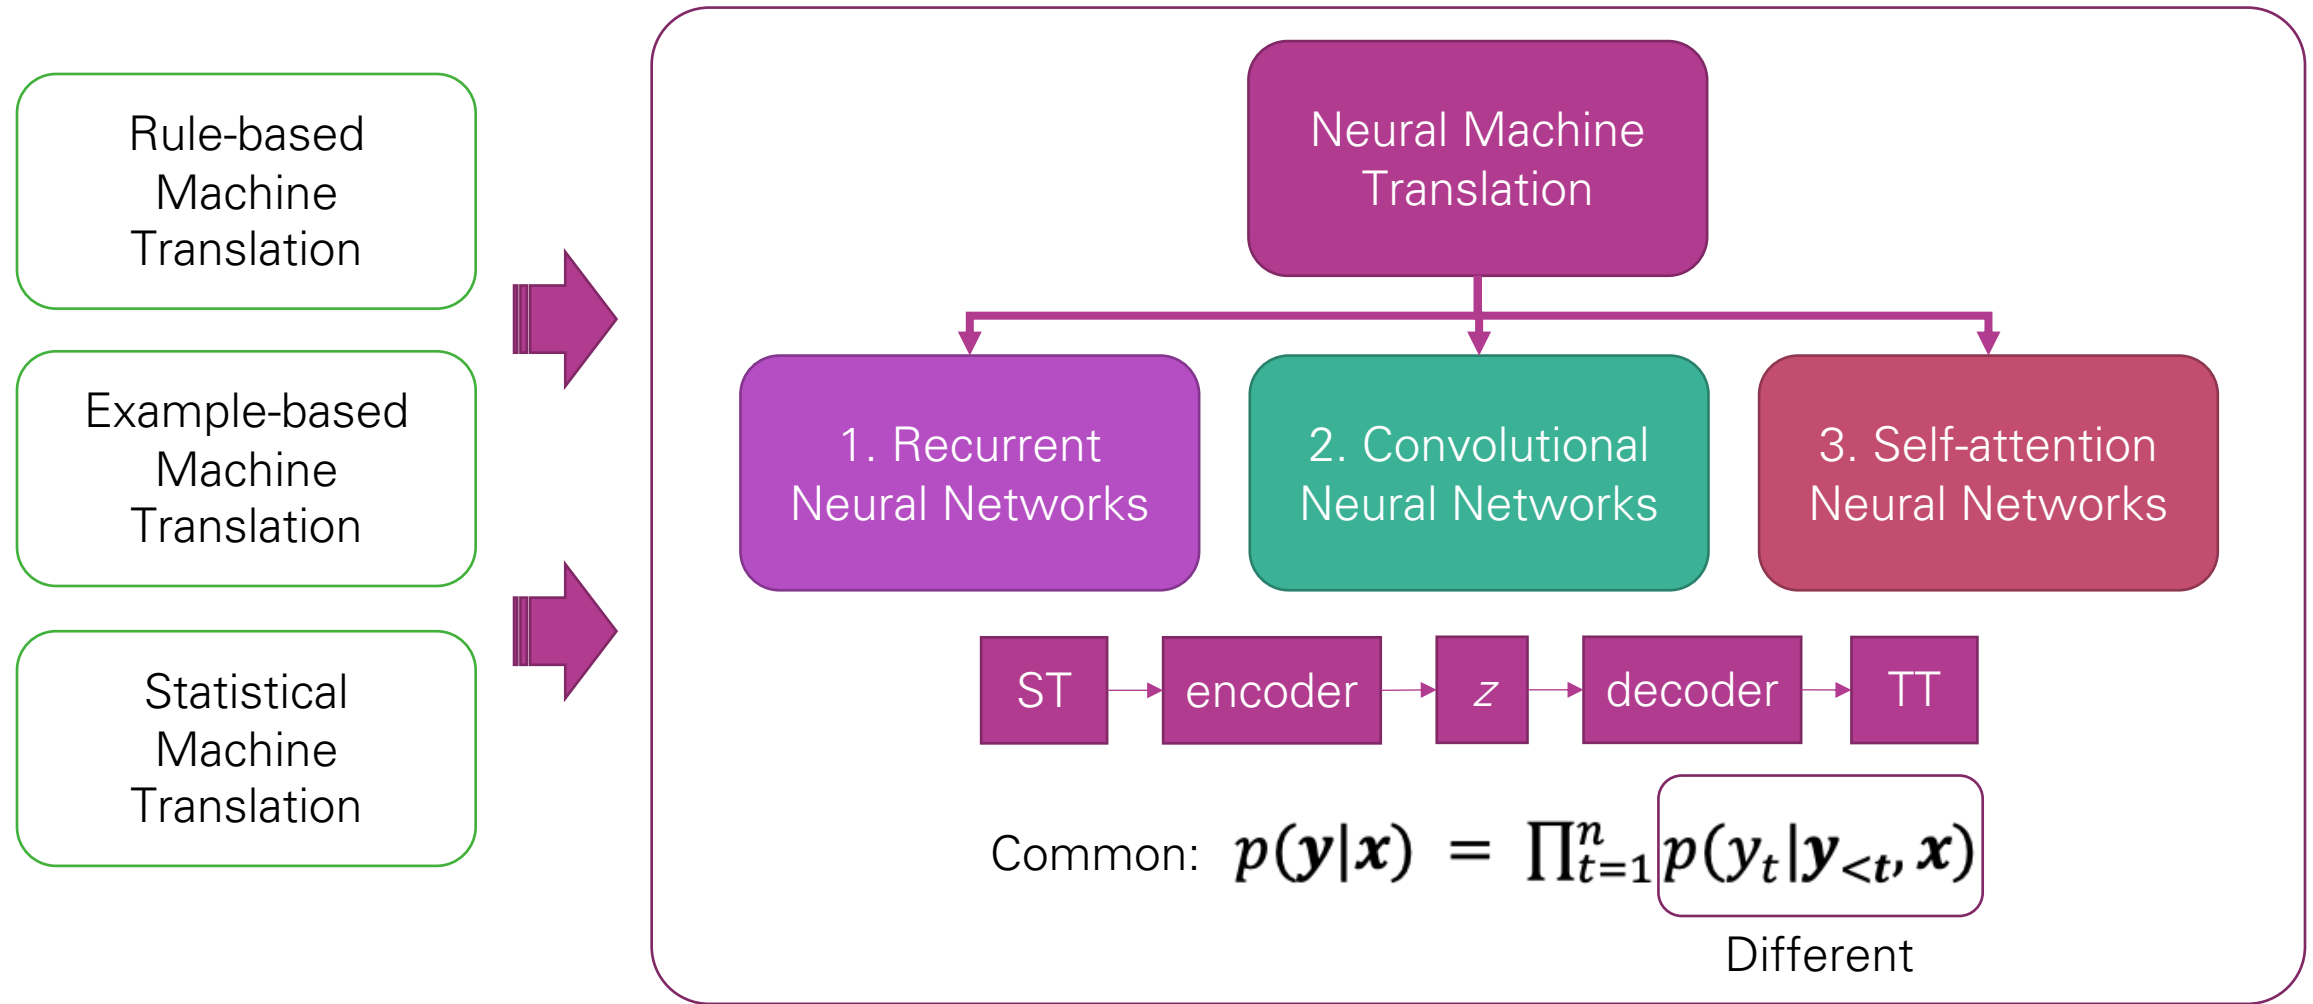 Rule-based
Machine
Translation
Example-based
Machine
Translation
Statistical
Machine
Translation
Neural Machine
Translation
1. Recurrent
Neural Networks
2. Convolutional
Neural Networks
3. Self-attention
Neural Networks
ST
encoder
z
decoder
TT
Common: p(y|x) = ∏ⁿₜ₌₁ p(yₜ|y<ₜ, x)
Different